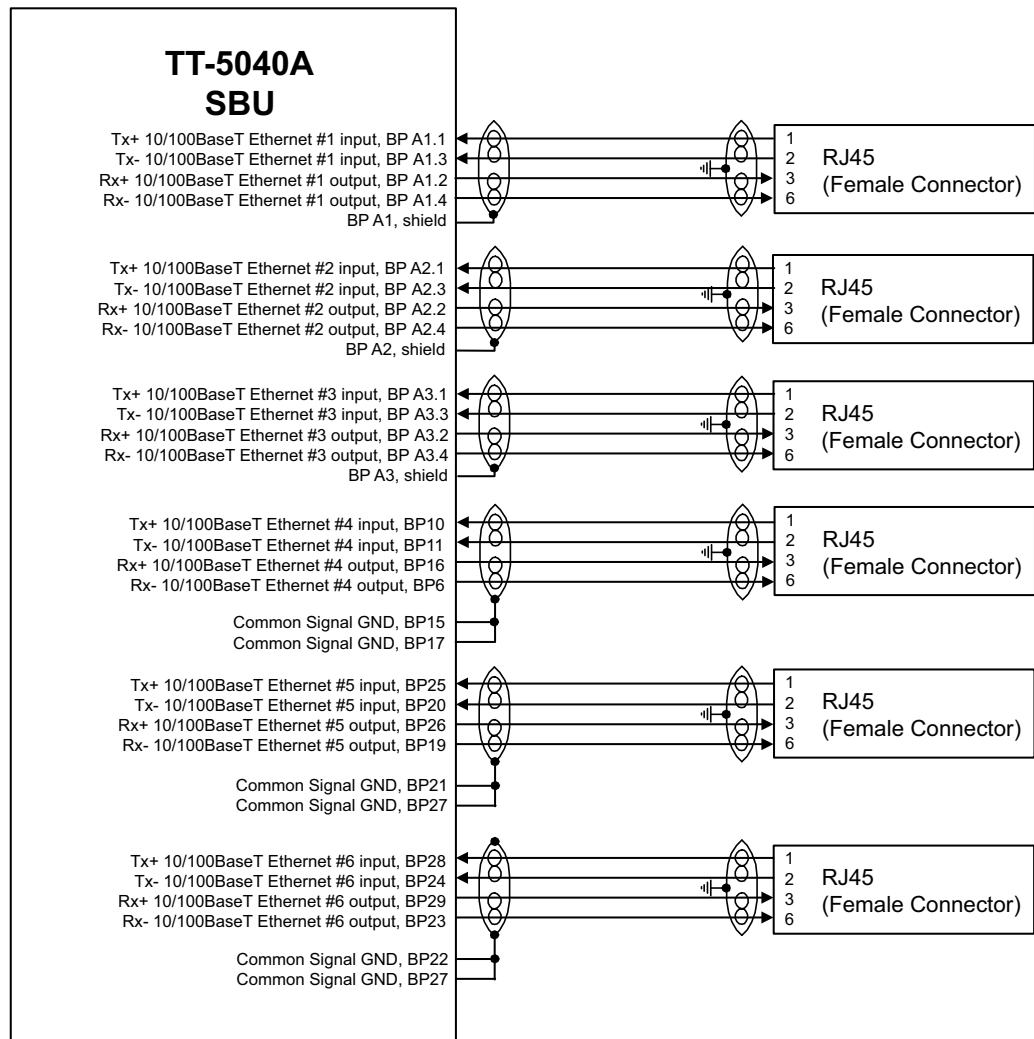 TT-5040A
SBU
Tx+ 10/100BaseT Ethernet #1 input, BP A1.1
Tx- 10/100BaseT Ethernet #1 input, BP A1.3
Rx+ 10/100BaseT Ethernet #1 output, BP A1.2
Rx- 10/100BaseT Ethernet #1 output, BP A1.4
BP A1, shield
1
2
3
6
RJ45
(Female Connector)
Tx+ 10/100BaseT Ethernet #2 input, BP A2.1
Tx- 10/100BaseT Ethernet #2 input, BP A2.3
Rx+ 10/100BaseT Ethernet #2 output, BP A2.2
Rx- 10/100BaseT Ethernet #2 output, BP A2.4
BP A2, shield
1
2
3
6
RJ45
(Female Connector)
Tx+ 10/100BaseT Ethernet #3 input, BP A3.1
Tx- 10/100BaseT Ethernet #3 input, BP A3.3
Rx+ 10/100BaseT Ethernet #3 output, BP A3.2
Rx- 10/100BaseT Ethernet #3 output, BP A3.4
BP A3, shield
1
2
3
6
RJ45
(Female Connector)
Tx+ 10/100BaseT Ethernet #4 input, BP10
Tx- 10/100BaseT Ethernet #4 input, BP11
Rx+ 10/100BaseT Ethernet #4 output, BP16
Rx- 10/100BaseT Ethernet #4 output, BP6
Common Signal GND, BP15
Common Signal GND, BP17
1
2
3
6
RJ45
(Female Connector)
Tx+ 10/100BaseT Ethernet #5 input, BP25
Tx- 10/100BaseT Ethernet #5 input, BP20
Rx+ 10/100BaseT Ethernet #5 output, BP26
Rx- 10/100BaseT Ethernet #5 output, BP19
Common Signal GND, BP21
Common Signal GND, BP27
1
2
3
6
RJ45
(Female Connector)
Tx+ 10/100BaseT Ethernet #6 input, BP28
Tx- 10/100BaseT Ethernet #6 input, BP24
Rx+ 10/100BaseT Ethernet #6 output, BP29
Rx- 10/100BaseT Ethernet #6 output, BP23
Common Signal GND, BP22
Common Signal GND, BP27
1
2
3
6
RJ45
(Female Connector)